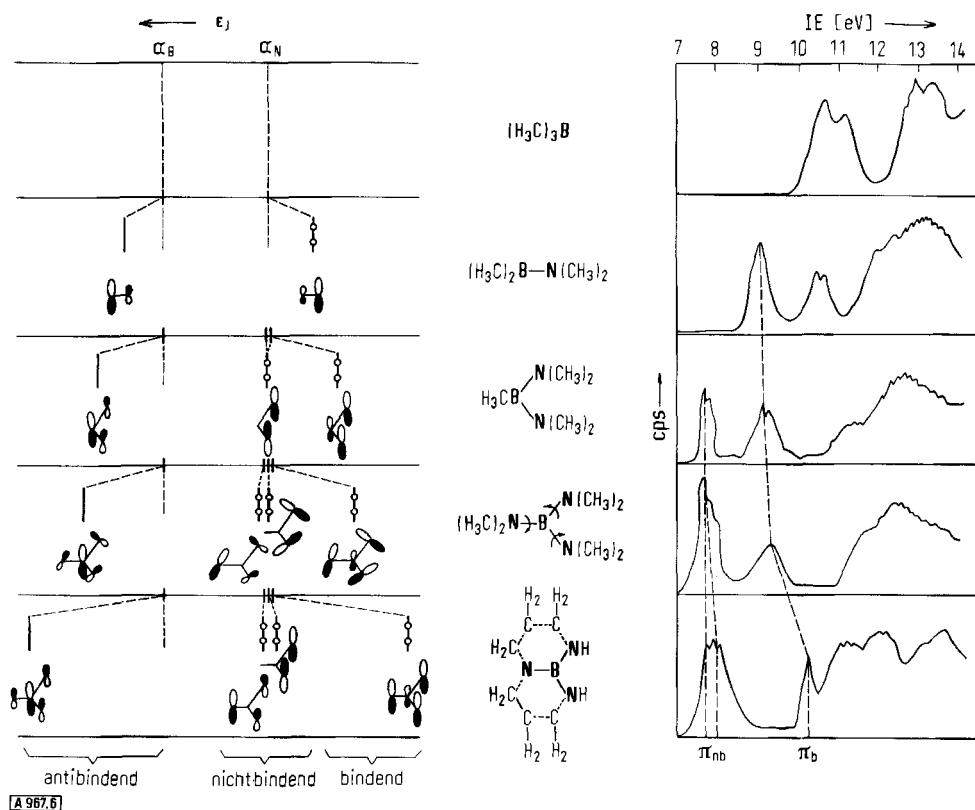 ← εJ
αB αN
IE [eV] →
7 8 9 10 11 12 13 14
(H3C)3B
(H3C)2B—N(CH3)2
H3CB
N(CH3)2
N(CH3)2
(H3C)2N—B
N(CH3)2
N(CH3)2
cps →
H2 H2
C C
H2C NH
N—B
H2C NH
C C
H2 H2
πnb πb
antibindend nicht-bindend bindend
A 967.6